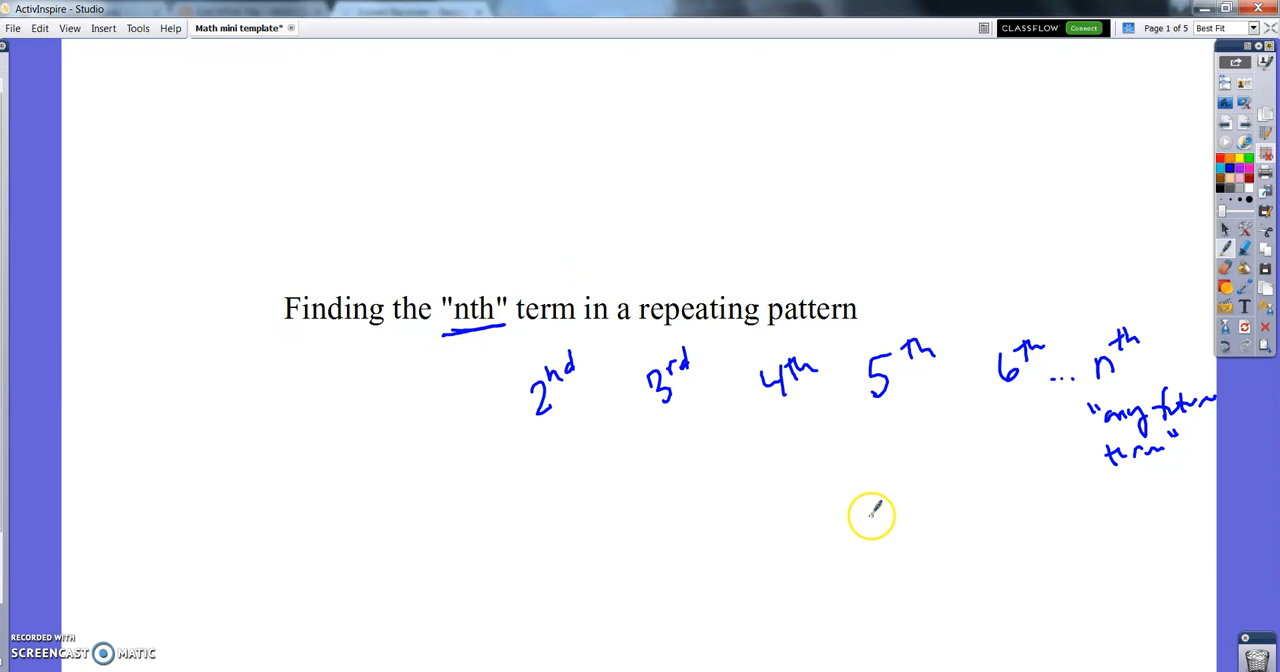 ActivInspire - Studio
File Edit View Insert Tools Help Math mini template* CLASSFLOW Connect Page 1 of 5 Best Fit
Finding the "nth" term in a repeating pattern
2nd 3rd 4th 5th 6th ... nth
"any future
term"
RECORDED WITH
SCREENCAST MATIC